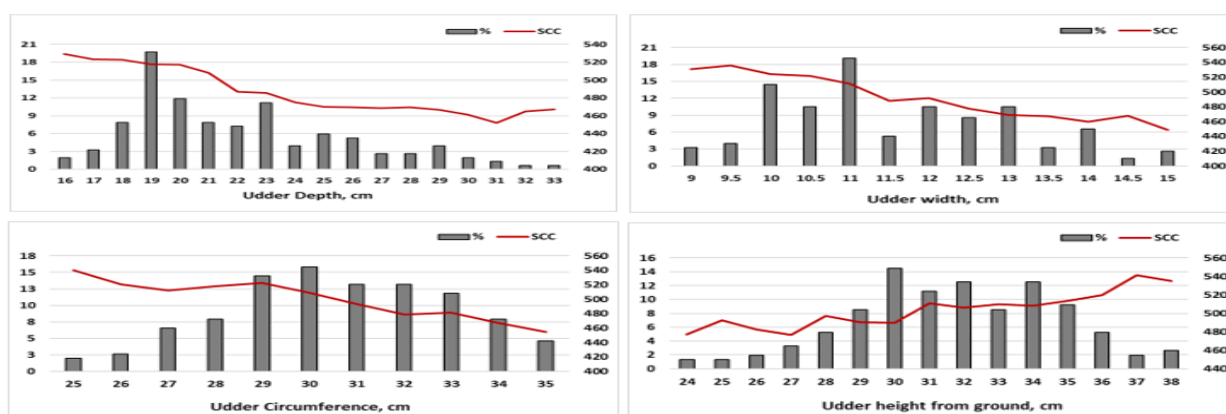 % SCC
21 540
18 520
15 500
12 480
9 460
6 440
3 420
0 400
16 17 18 19 20 21 22 23 24 25 26 27 28 29 30 31 32 33
Udder Depth, cm
% SCC
21 560
18 540
15 520
12 500
9 480
6 460
3 440
0 420
9 9.5 10 10.5 11 11.5 12 12.5 13 13.5 14 14.5 15
Udder width, cm
% SCC
18 560
15 540
13 520
10 500
8 480
5 460
3 440
0 420
400
25 26 27 28 29 30 31 32 33 34 35
Udder Circumference, cm
% SCC
16 560
14 540
12 520
10 500
8 480
6 460
4 440
2
0
24 25 26 27 28 29 30 31 32 33 34 35 36 37 38
Udder height from ground, cm